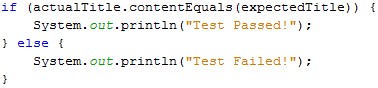 if (actualTitle.contentEquals(expectedTitle)) {
    System.out.println("Test Passed!");
} else {
    System.out.println("Test Failed!");
}